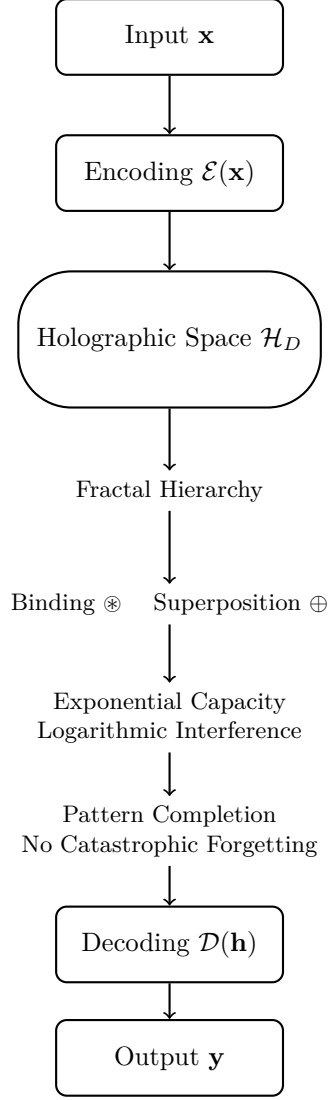 Input x
Encoding ℰ(x)
Holographic Space ℋ_D
Fractal Hierarchy
Binding ⊛ Superposition ⊕
Exponential Capacity
Logarithmic Interference
Pattern Completion
No Catastrophic Forgetting
Decoding 𝒟(h)
Output y